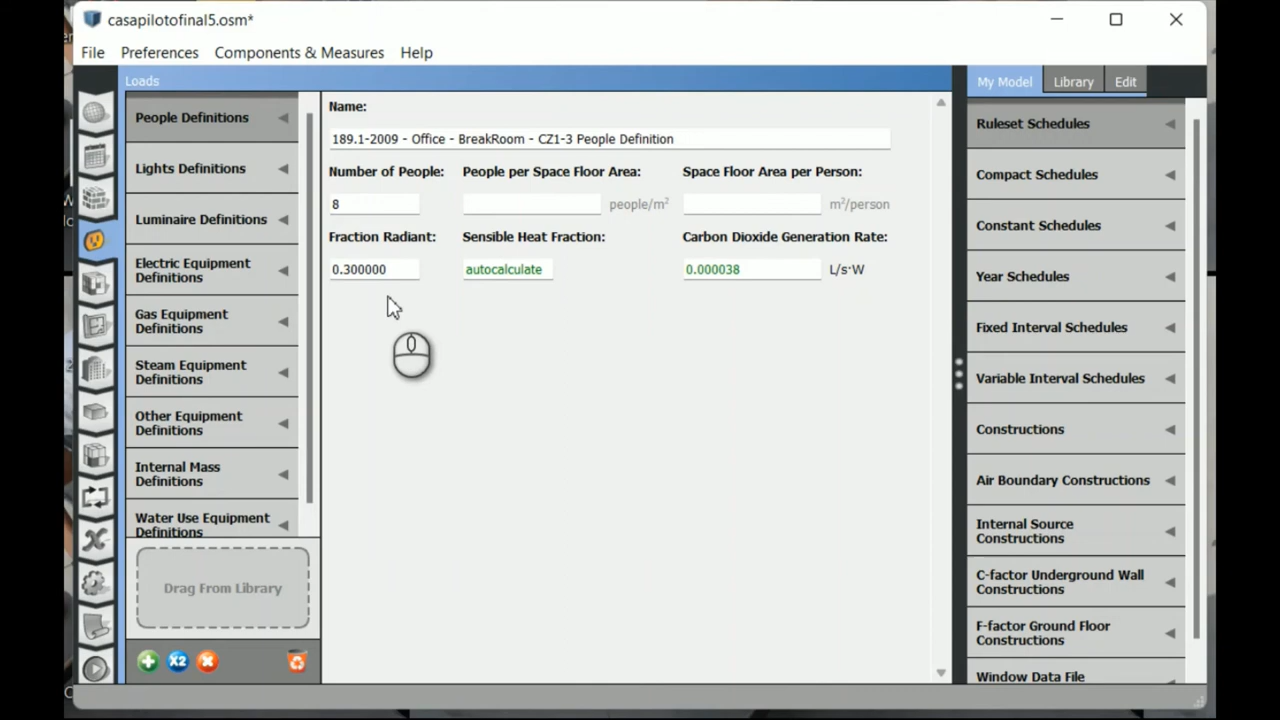 casapilotofinal5.osm*
File Preferences Components & Measures Help
Loads
My Model Library Edit
People Definitions
Lights Definitions
Luminaire Definitions
Electric Equipment
Definitions
Gas Equipment
Definitions
Steam Equipment
Definitions
Other Equipment
Definitions
Internal Mass
Definitions
Water Use Equipment
Definitions
Drag From Library
X2
Name:
189.1-2009 - Office - BreakRoom - CZ1-3 People Definition
Number of People: People per Space Floor Area: Space Floor Area per Person:
8 people/m² m²/person
Fraction Radiant: Sensible Heat Fraction: Carbon Dioxide Generation Rate:
0.300000 autocalculate 0.000038 L/s·W
Ruleset Schedules
Compact Schedules
Constant Schedules
Year Schedules
Fixed Interval Schedules
Variable Interval Schedules
Constructions
Air Boundary Constructions
Internal Source
Constructions
C-factor Underground Wall
Constructions
F-factor Ground Floor
Constructions
Window Data File